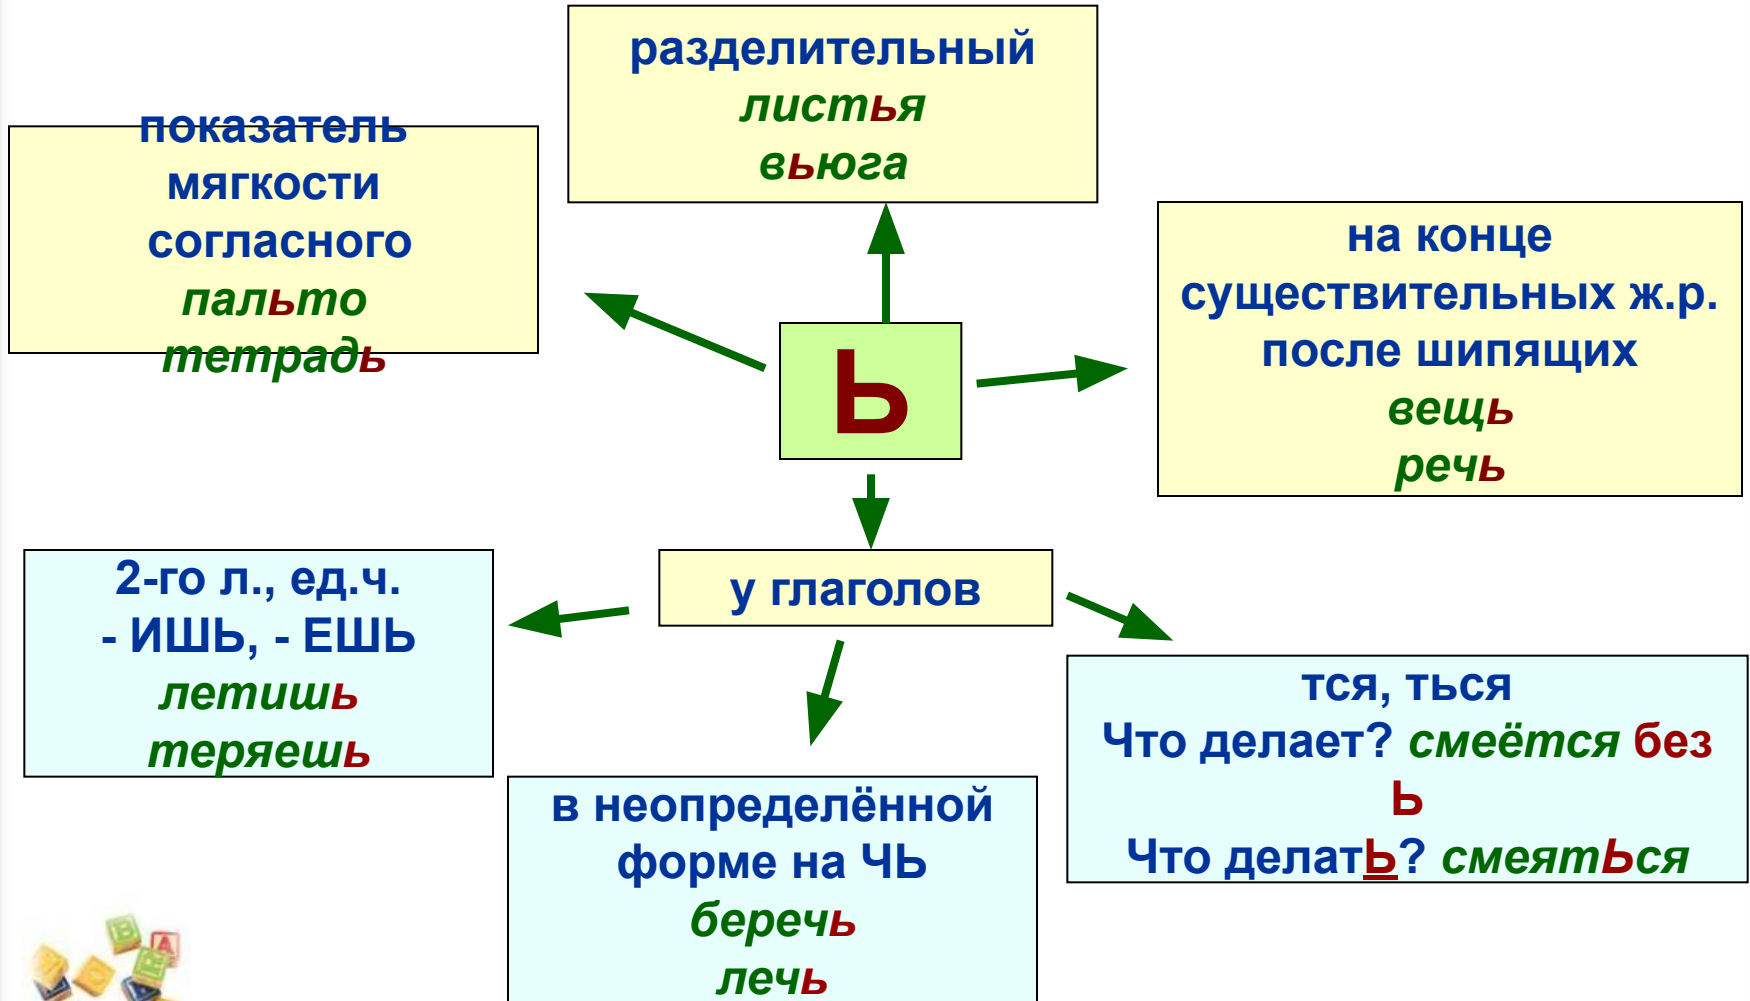 разделительный
листья
вьюга
показатель
мягкости
согласного
пальто
тетрадь
на конце
существительных ж.р.
после шипящих
вещь
речь
Ь
у глаголов
2-го л., ед.ч.
- ИШЬ, - ЕШЬ
летишь
теряешь
в неопределённой
форме на ЧЬ
беречь
лечь
тся, ться
Что делает? смеётся без
Ь
Что делатЬ? смеятЬся
B
A
R
O